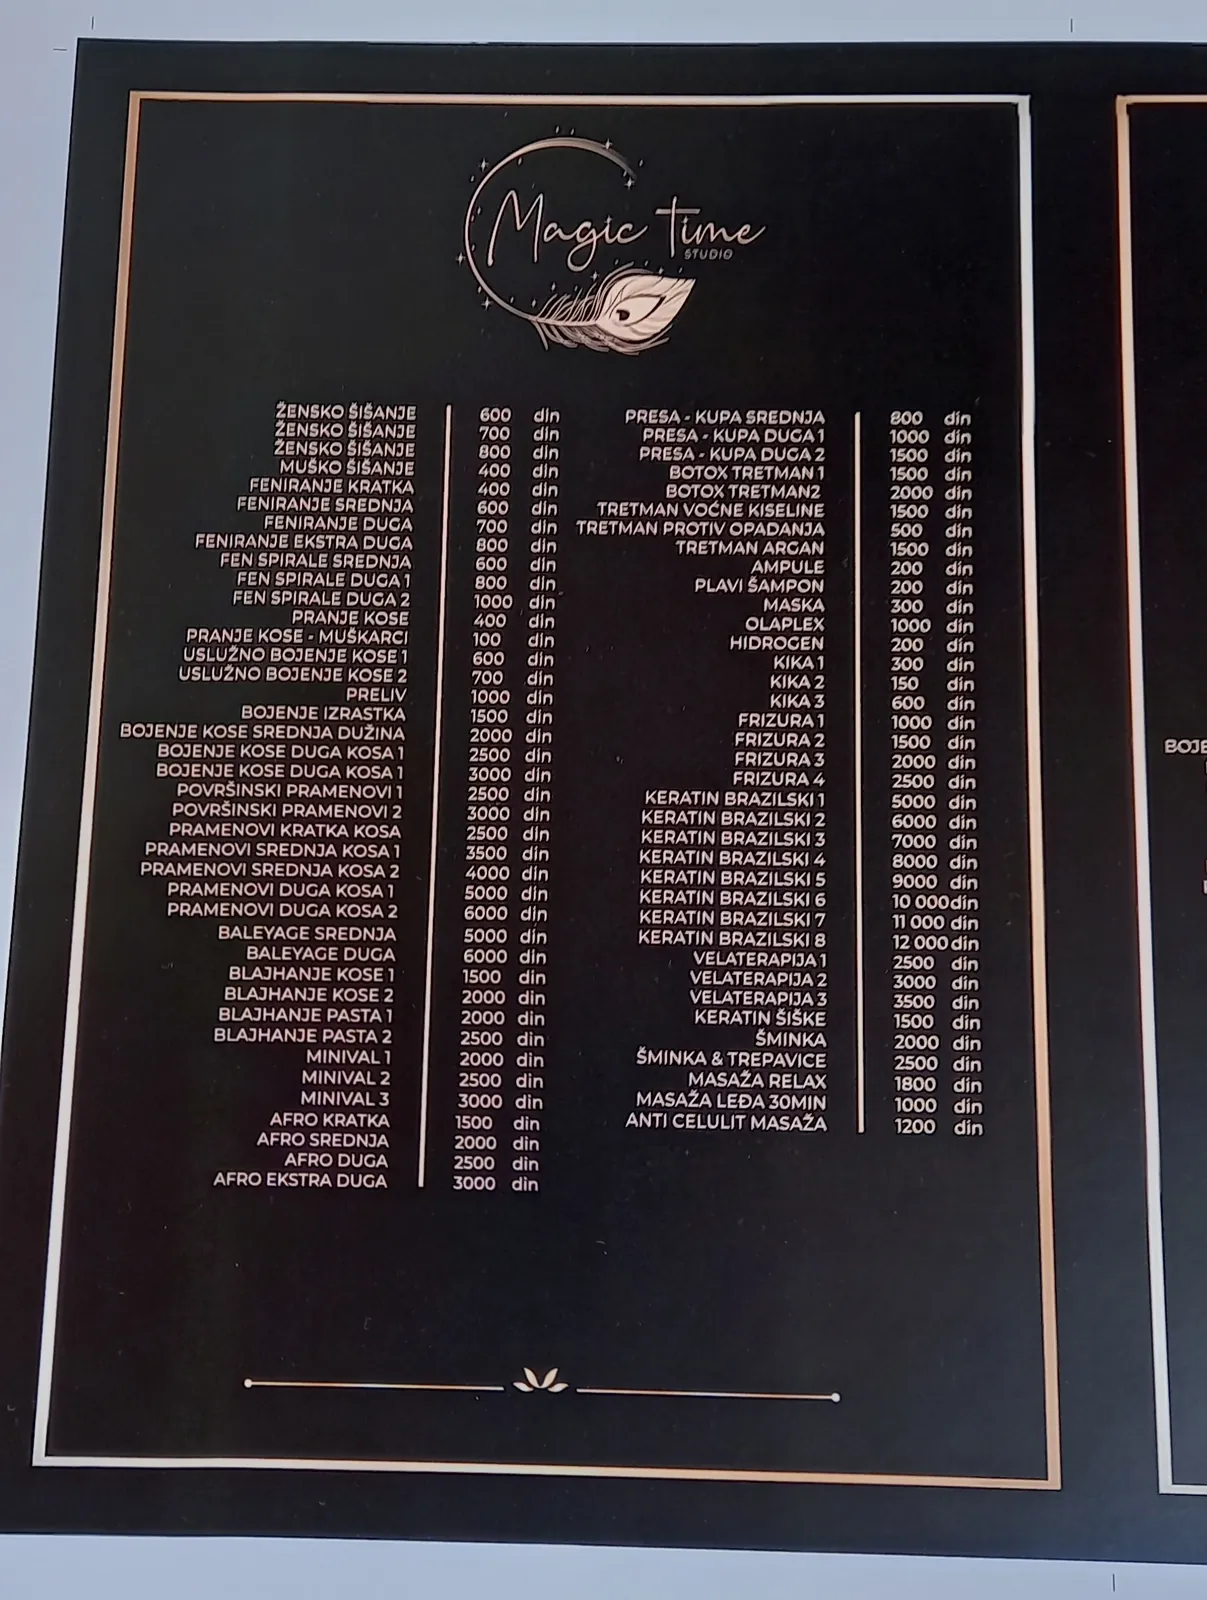 Magic Time
STUDIO
ŽENSKO ŠIŠANJE 600 din
ŽENSKO ŠIŠANJE 700 din
ŽENSKO ŠIŠANJE 800 din
MUŠKO ŠIŠANJE 400 din
FENIRANJE KRATKA 400 din
FENIRANJE SREDNJA 600 din
FENIRANJE DUGA 700 din
FENIRANJE EKSTRA DUGA 800 din
FEN SPIRALE SREDNJA 600 din
FEN SPIRALE DUGA 1 800 din
FEN SPIRALE DUGA 2 1000 din
PRANJE KOSE 400 din
PRANJE KOSE - MUŠKARCI 100 din
USLUŽNO BOJENJE KOSE 1 600 din
USLUŽNO BOJENJE KOSE 2 700 din
PRELIV 1000 din
BOJENJE IZRASTKA 1500 din
BOJENJE KOSE SREDNJA DUŽINA 2000 din
BOJENJE KOSE DUGA KOSA 1 2500 din
BOJENJE KOSE DUGA KOSA 1 3000 din
POVRŠINSKI PRAMENOVI 1 2500 din
POVRŠINSKI PRAMENOVI 2 3000 din
PRAMENOVI KRATKA KOSA 2500 din
PRAMENOVI SREDNJA KOSA 1 3500 din
PRAMENOVI SREDNJA KOSA 2 4000 din
PRAMENOVI DUGA KOSA 1 5000 din
PRAMENOVI DUGA KOSA 2 6000 din
BALEYAGE SREDNJA 5000 din
BALEYAGE DUGA 6000 din
BLAJHANJE KOSE 1 1500 din
BLAJHANJE KOSE 2 2000 din
BLAJHANJE PASTA 1 2000 din
BLAJHANJE PASTA 2 2500 din
MINIVAL 1 2000 din
MINIVAL 2 2500 din
MINIVAL 3 3000 din
AFRO KRATKA 1500 din
AFRO SREDNJA 2000 din
AFRO DUGA 2500 din
AFRO EKSTRA DUGA 3000 din
PRESA - KUPA SREDNJA 800 din
PRESA - KUPA DUGA 1 1000 din
PRESA - KUPA DUGA 2 1500 din
BOTOX TRETMAN 1 1500 din
BOTOX TRETMAN2 2000 din
TRETMAN VOĆNE KISELINE 1500 din
TRETMAN PROTIV OPADANJA 500 din
TRETMAN ARGAN 1500 din
AMPULE 200 din
PLAVI ŠAMPON 200 din
MASKA 300 din
OLAPLEX 1000 din
HIDROGEN 200 din
KIKA 1 300 din
KIKA 2 150 din
KIKA 3 600 din
FRIZURA 1 1000 din
FRIZURA 2 1500 din
FRIZURA 3 2000 din
FRIZURA 4 2500 din
KERATIN BRAZILSKI 1 5000 din
KERATIN BRAZILSKI 2 6000 din
KERATIN BRAZILSKI 3 7000 din
KERATIN BRAZILSKI 4 8000 din
KERATIN BRAZILSKI 5 9000 din
KERATIN BRAZILSKI 6 10 000 din
KERATIN BRAZILSKI 7 11 000 din
KERATIN BRAZILSKI 8 12 000 din
VELATERAPIJA 1 2500 din
VELATERAPIJA 2 3000 din
VELATERAPIJA 3 3500 din
KERATIN ŠIŠKE 1500 din
ŠMINKA 2000 din
ŠMINKA & TREPAVICE 2500 din
MASAŽA RELAX 1800 din
MASAŽA LEĐA 30MIN 1000 din
ANTI CELULIT MASAŽA 1200 din
BOJE